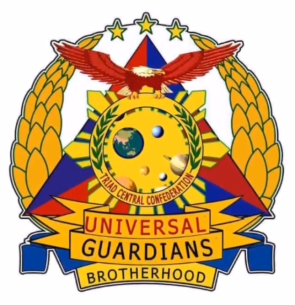 TRIAD CENTRAL CONFEDERATION
UNIVERSAL
GUARDIANS
BROTHERHOOD